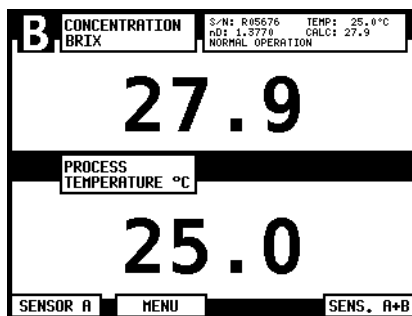 B
CONCENTRATION
BRIX
S/N: R05676 TEMP: 25.0°C
nD: 1.3770 CALC: 27.9
NORMAL OPERATION
27.9
PROCESS
TEMPERATURE °C
25.0
SENSOR A MENU SENS. A+B